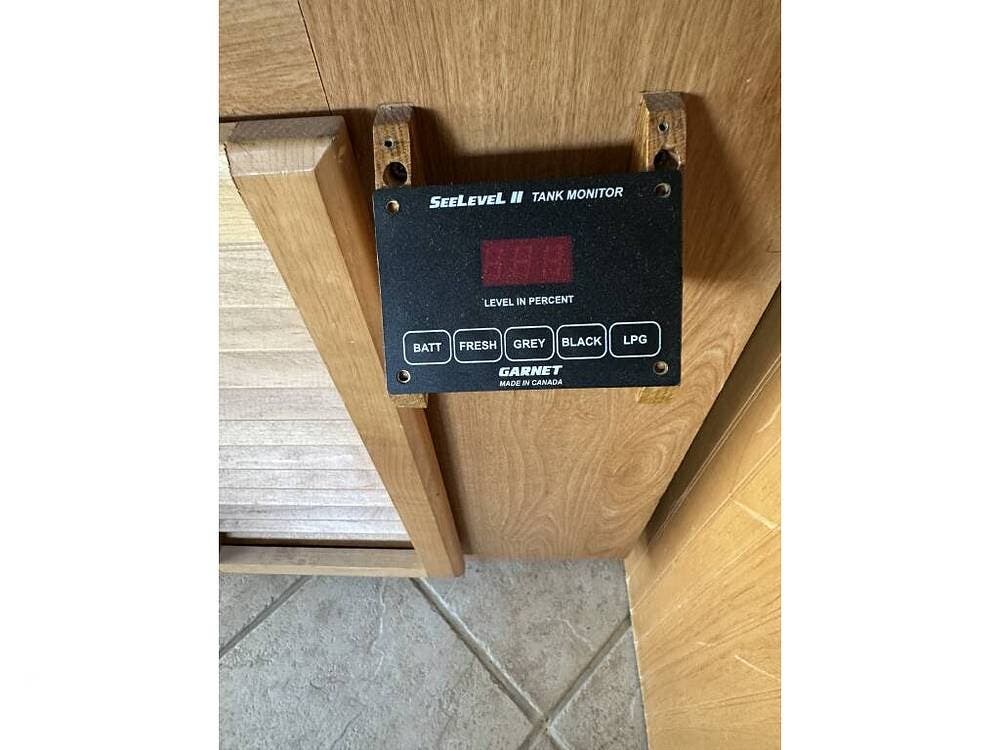 SEELEVEL II TANK MONITOR
LEVEL IN PERCENT
BATT FRESH GREY BLACK LPG
GARNET
MADE IN CANADA